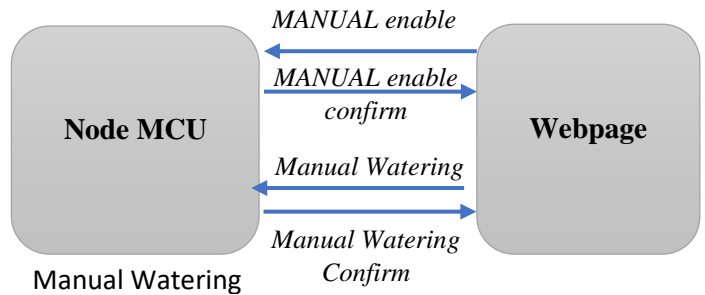 MANUAL enable
MANUAL enable
confirm
Node MCU
Webpage
Manual Watering
Manual Watering
Confirm
Manual Watering